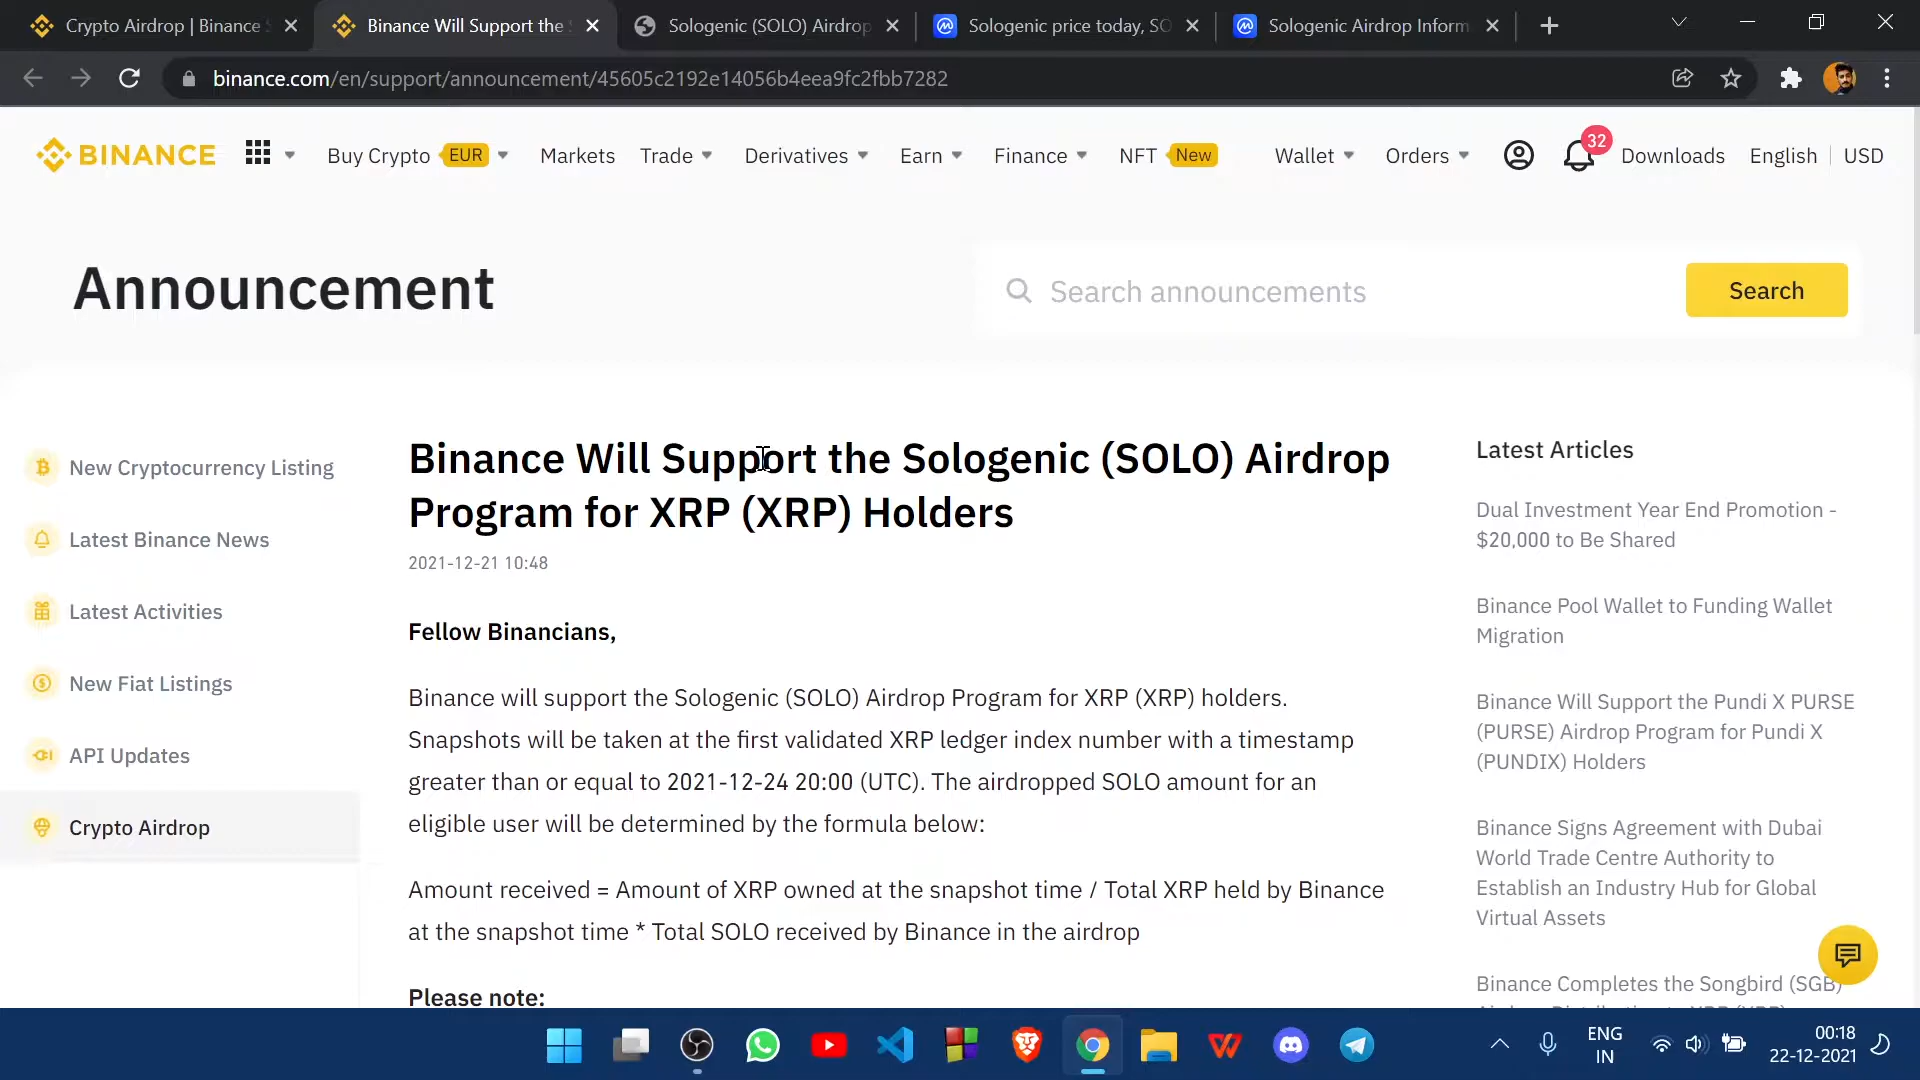 Crypto Airdrop | Binance
Binance Will Support the
Sologenic (SOLO) Airdrop
Sologenic price today, SO
Sologenic Airdrop Inform
binance.com/en/support/announcement/45605c2192e14056b4eea9fc2fbb7282
BINANCE
Buy Crypto EUR
Markets
Trade
Derivatives
Earn
Finance
NFT New
Wallet
Orders
32
Downloads
English
USD
Announcement
Search announcements
Search
New Cryptocurrency Listing
Latest Binance News
Latest Activities
New Fiat Listings
API Updates
Crypto Airdrop
Binance Will Support the Sologenic (SOLO) Airdrop
Program for XRP (XRP) Holders
2021-12-21 10:48
Fellow Binancians,
Binance will support the Sologenic (SOLO) Airdrop Program for XRP (XRP) holders.
Snapshots will be taken at the first validated XRP ledger index number with a timestamp
greater than or equal to 2021-12-24 20:00 (UTC). The airdropped SOLO amount for an
eligible user will be determined by the formula below:
Amount received = Amount of XRP owned at the snapshot time / Total XRP held by Binance
at the snapshot time * Total SOLO received by Binance in the airdrop
Please note:
Latest Articles
Dual Investment Year End Promotion -
$20,000 to Be Shared
Binance Pool Wallet to Funding Wallet
Migration
Binance Will Support the Pundi X PURSE
(PURSE) Airdrop Program for Pundi X
(PUNDIX) Holders
Binance Signs Agreement with Dubai
World Trade Centre Authority to
Establish an Industry Hub for Global
Virtual Assets
Binance Completes the Songbird (SGB)
ENG
IN
00:18
22-12-2021